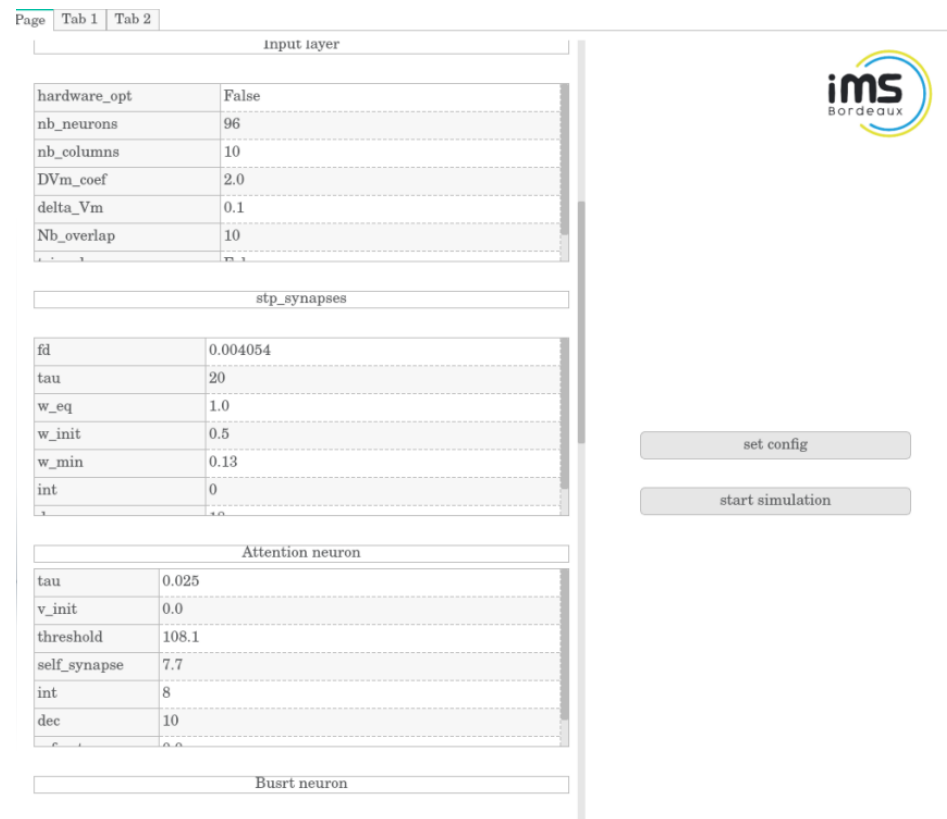 Page Tab 1 Tab 2
Input layer
iMS
Bordeaux
hardware_opt False
nb_neurons 96
nb_columns 10
DVm_coef 2.0
delta_Vm 0.1
Nb_overlap 10
stp_synapses
fd 0.004054
tau 20
w_eq 1.0
w_init 0.5
w_min 0.13
int 0
set config
start simulation
Attention neuron
tau 0.025
v_init 0.0
threshold 108.1
self_synapse 7.7
int 8
dec 10
Busrt neuron